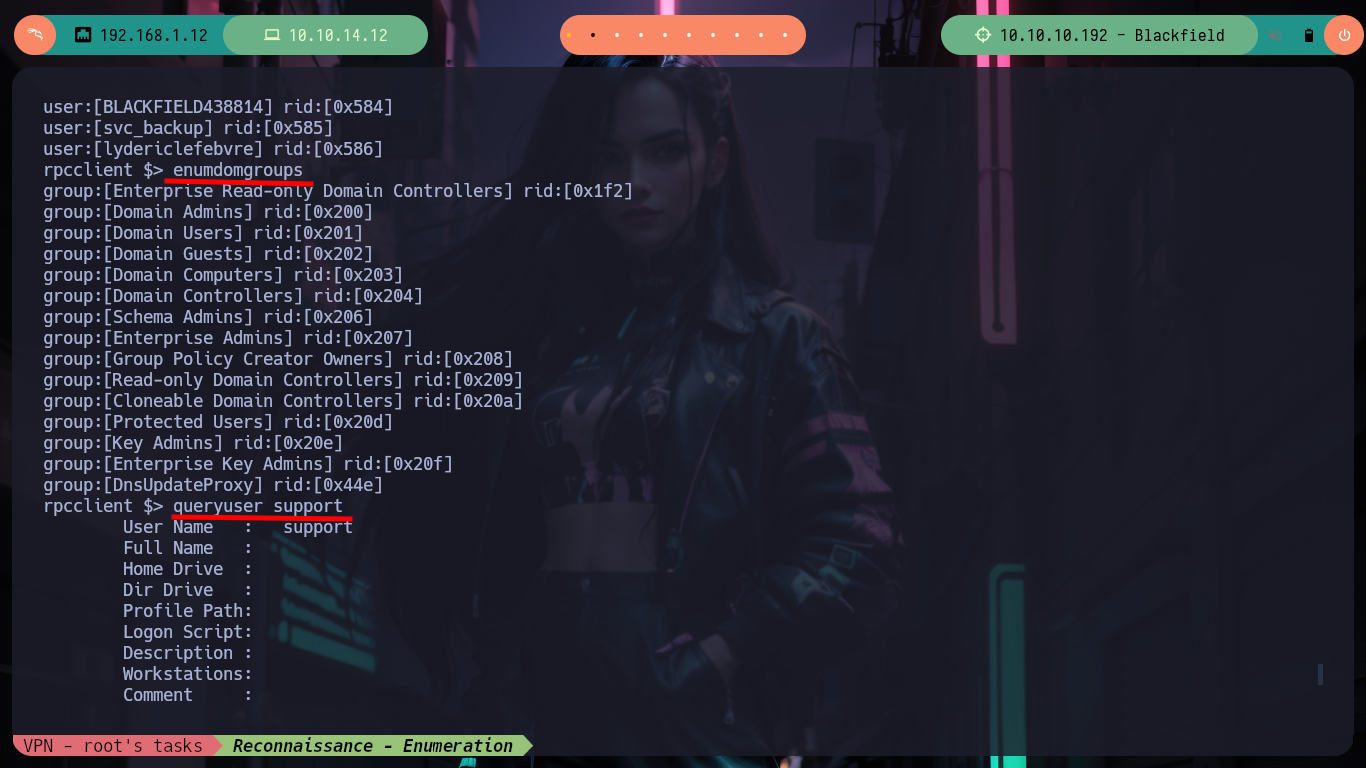 192.168.1.12 10.10.14.12 10.10.10.192 - Blackfield
user:[BLACKFIELD438814] rid:[0x584]
user:[svc_backup] rid:[0x585]
user:[lydericlefebvre] rid:[0x586]
rpcclient $> enumdomgroups
group:[Enterprise Read-only Domain Controllers] rid:[0x1f2]
group:[Domain Admins] rid:[0x200]
group:[Domain Users] rid:[0x201]
group:[Domain Guests] rid:[0x202]
group:[Domain Computers] rid:[0x203]
group:[Domain Controllers] rid:[0x204]
group:[Schema Admins] rid:[0x206]
group:[Enterprise Admins] rid:[0x207]
group:[Group Policy Creator Owners] rid:[0x208]
group:[Read-only Domain Controllers] rid:[0x209]
group:[Cloneable Domain Controllers] rid:[0x20a]
group:[Protected Users] rid:[0x20d]
group:[Key Admins] rid:[0x20e]
group:[Enterprise Key Admins] rid:[0x20f]
group:[DnsUpdateProxy] rid:[0x44e]
rpcclient $> queryuser support
User Name : support
Full Name :
Home Drive :
Dir Drive :
Profile Path:
Logon Script:
Description :
Workstations:
Comment :
VPN - root's tasks Reconnaissance - Enumeration